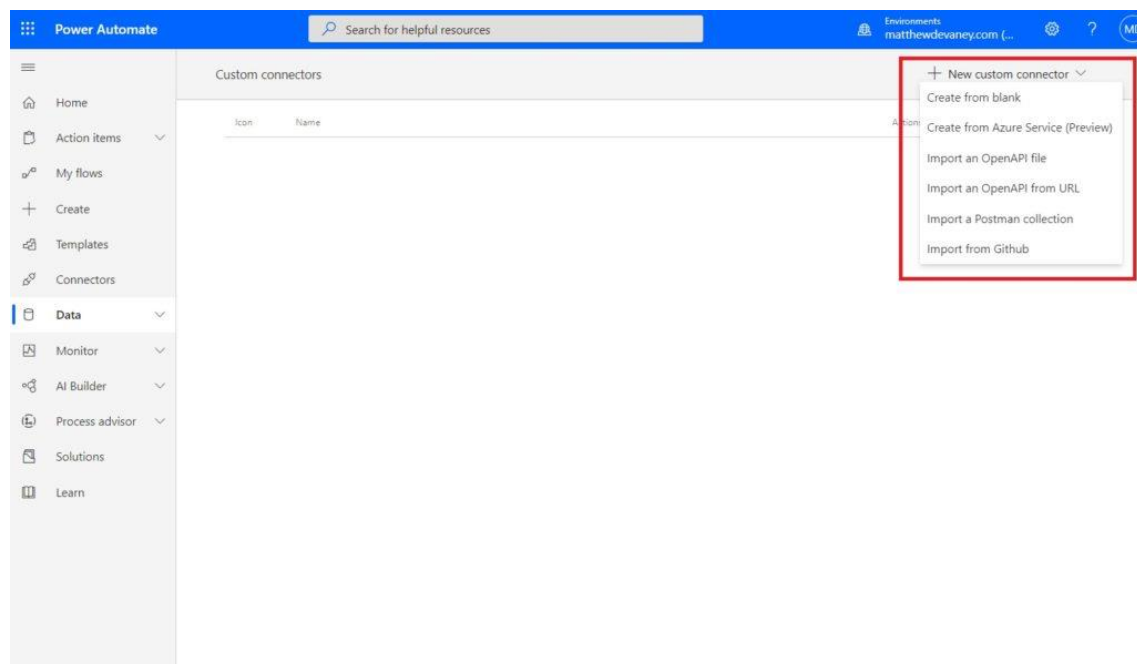 Power Automate
Search for helpful resources
Environments
matthewdevaney.com (...
?
Custom connectors
+ New custom connector
Home
Action items
My flows
Create
Templates
Connectors
Data
Monitor
AI Builder
Process advisor
Solutions
Learn
Icon Name
Create from blank
Create from Azure Service (Preview)
Import an OpenAPI file
Import an OpenAPI from URL
Import a Postman collection
Import from Github